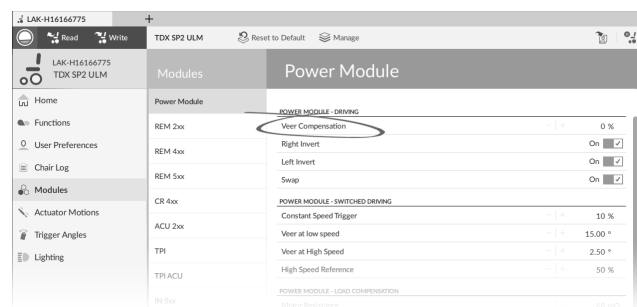 LAK-H16166775 +
Read Write TDX SP2 ULM Reset to Default Manage
LAK-H16166775
TDX SP2 ULM
Modules
Power Module
Home
Functions
User Preferences
Chair Log
Modules
Actuator Motions
Trigger Angles
Lighting
Power Module
REM 2xx
REM 4xx
REM 5xx
CR 4xx
ACU 2xx
TPI
TPI ACU
IN 5xx
POWER MODULE - DRIVING
Veer Compensation - + 0 %
Right Invert On
Left Invert On
Swap On
POWER MODULE - SWITCHED DRIVING
Constant Speed Trigger - + 10 %
Veer at low speed - + 15.00 °
Veer at High Speed - + 2.50 °
High Speed Reference - + 50 %
POWER MODULE - LOAD COMPENSATION